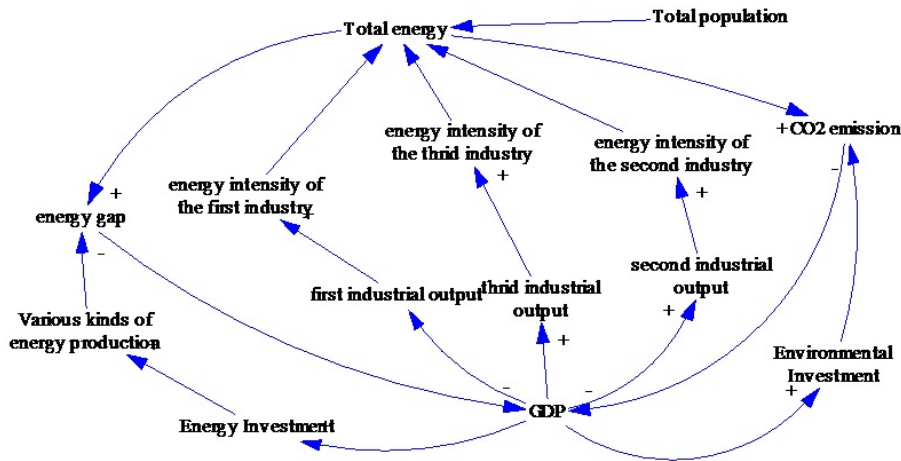 Total population
Total energy
+CO2 emission
energy intensity of
the thrid industry
+
energy intensity of
the second industry
+
-
energy intensity of
the first industry
+
+
energy gap
-
second industrial
output
+
first industrial output
thrid industrial
output
+
Various kinds of
energy production
Environmental
Investment
+
-
-
GDP
Energy Investment